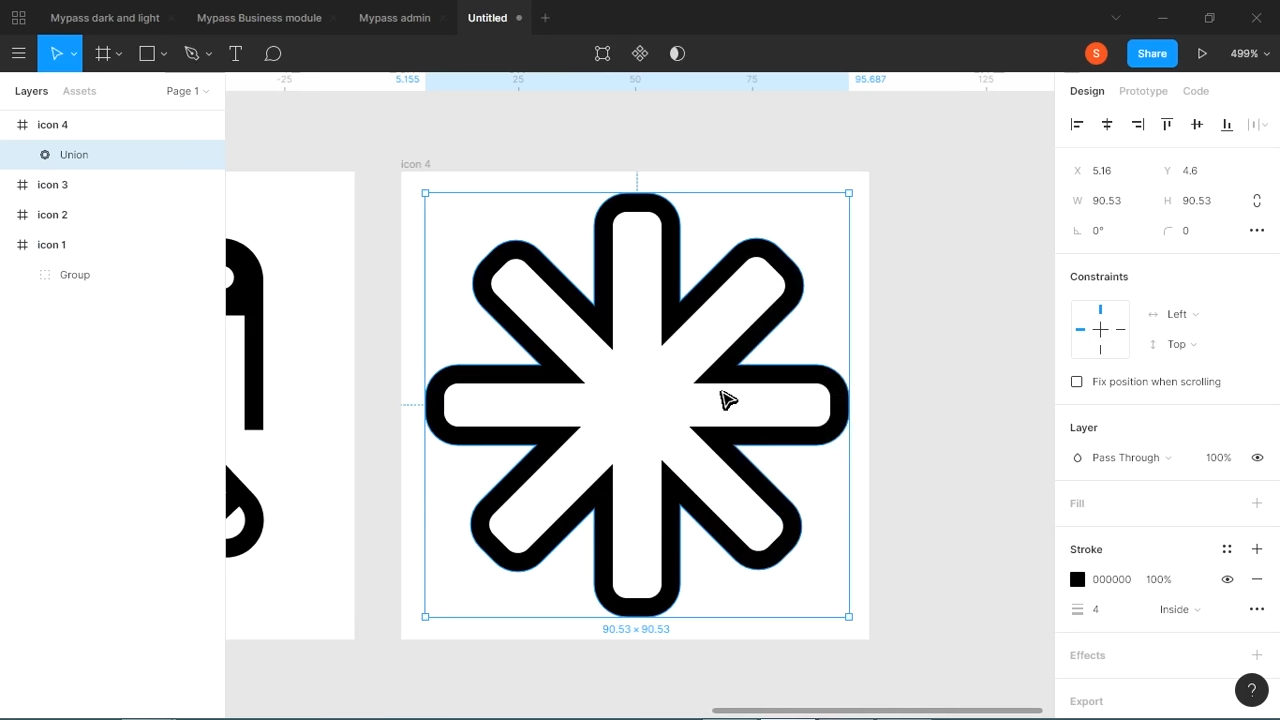 Mypass dark and light
Mypass Business module
Mypass admin
Untitled
T
S
Share
499%
Layers
Assets
Page 1
icon 4
Union
icon 3
icon 2
icon 1
Group
-25
5.155
25
50
75
95.687
125
icon 4
90.53 × 90.53
Design
Prototype
Code
X 5.16
Y 4.6
W 90.53
H 90.53
0°
0
Constraints
Left
Top
Fix position when scrolling
Layer
Pass Through
100%
Fill
Stroke
000000 100%
4
Inside
Effects
Export
?